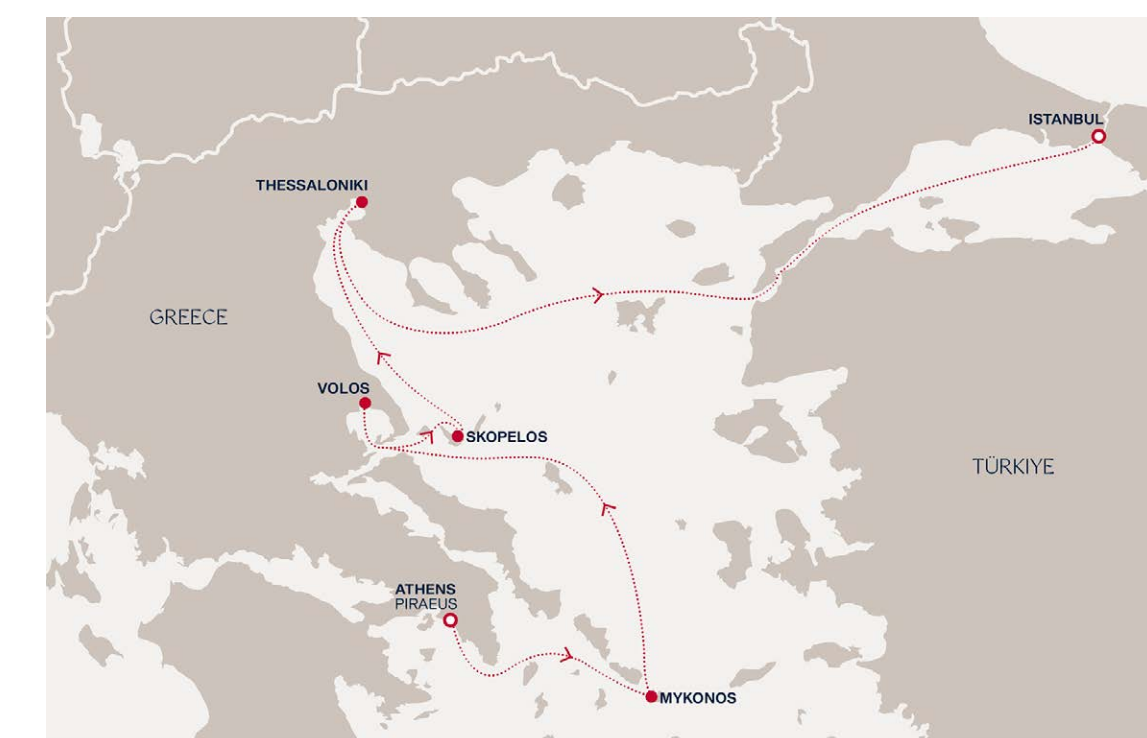 ISTANBUL
THESSALONIKI
GREECE
VOLOS
SKOPELOS
TÜRKIYE
ATHENS
PIRAEUS
MYKONOS